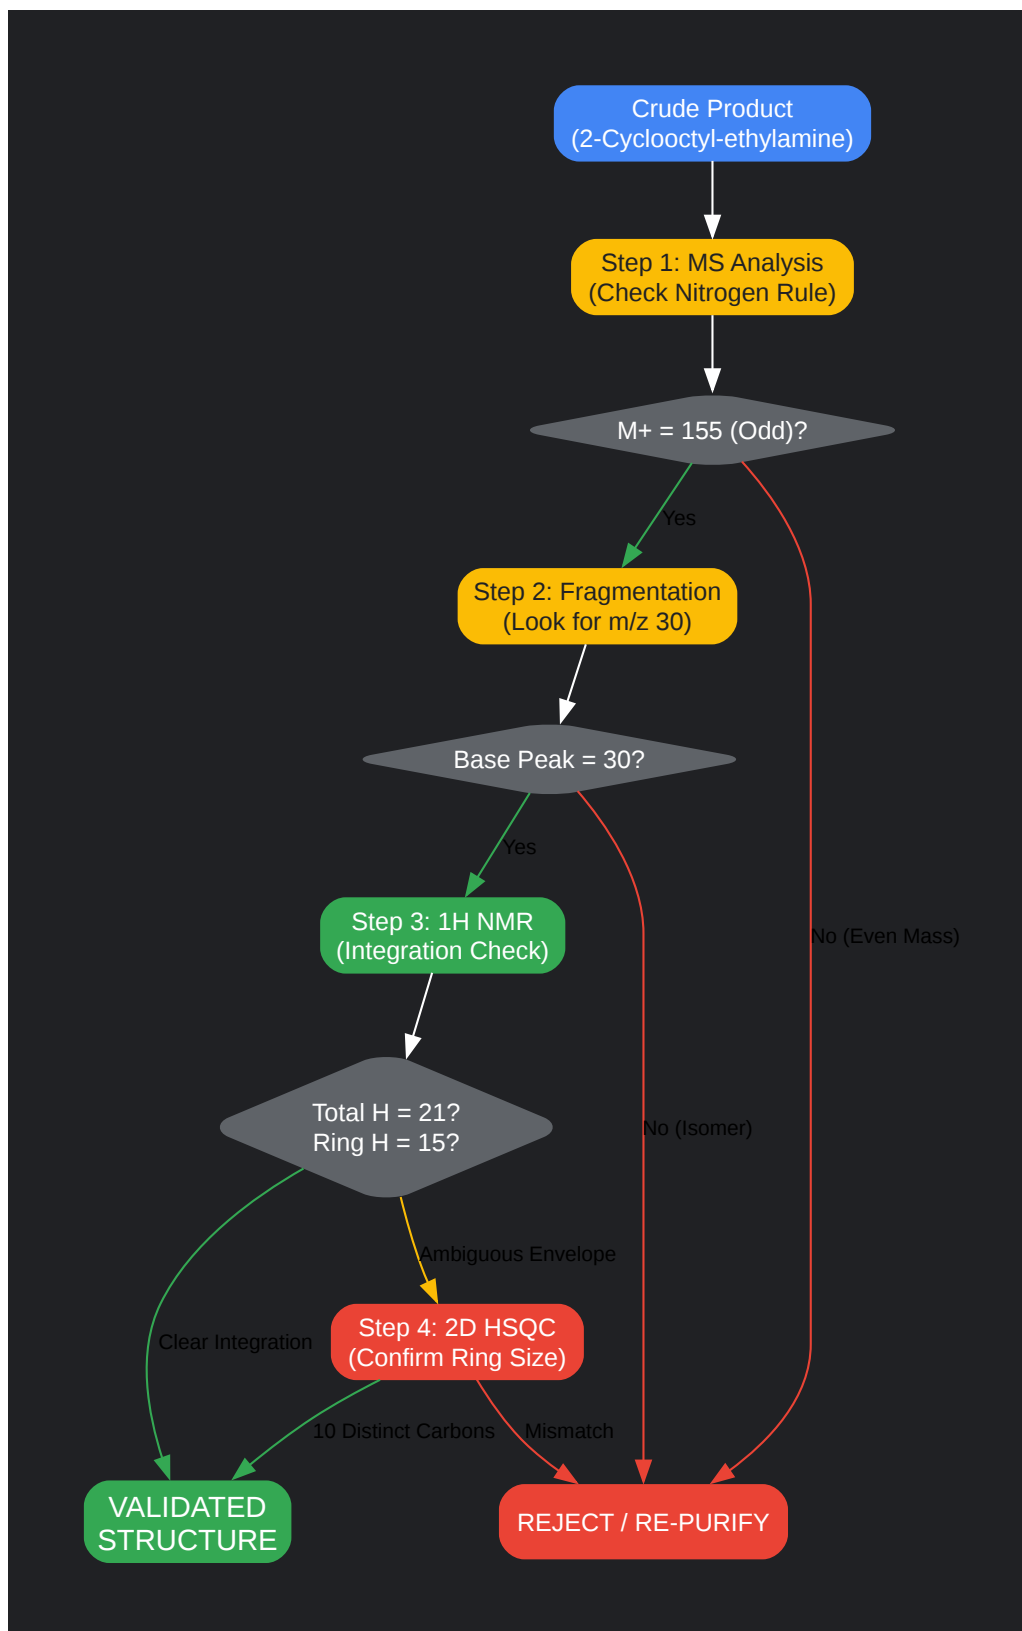 Crude Product
(2-Cyclooctyl-ethylamine)
Step 1: MS Analysis
(Check Nitrogen Rule)
M+ = 155 (Odd)?
Yes
Step 2: Fragmentation
(Look for m/z 30)
Base Peak = 30?
Yes
Step 3: 1H NMR
(Integration Check)
No (Even Mass)
Total H = 21?
Ring H = 15?
No (Isomer)
Ambiguous Envelope
Step 4: 2D HSQC
(Confirm Ring Size)
Clear Integration
10 Distinct Carbons
Mismatch
VALIDATED
STRUCTURE
REJECT / RE-PURIFY